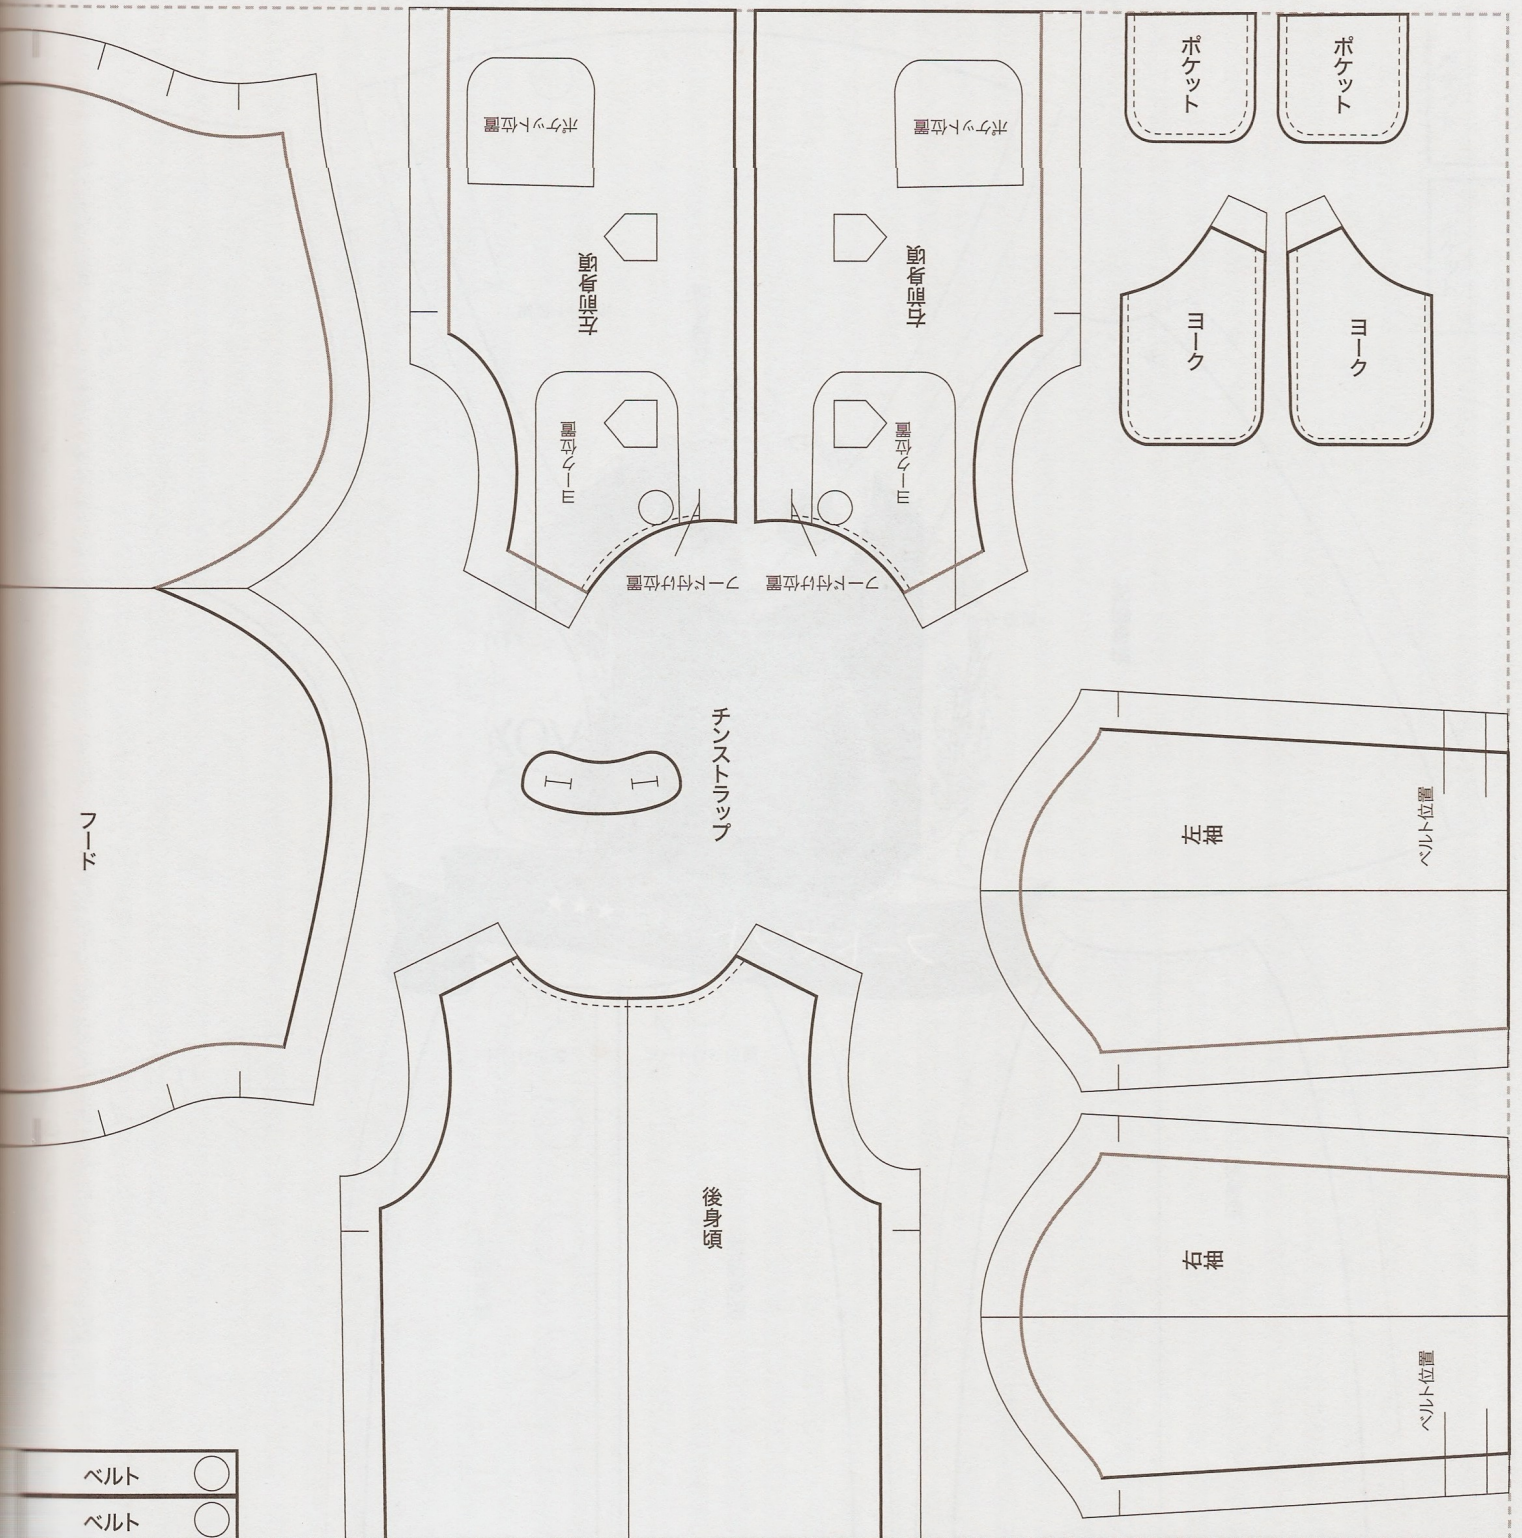 ポケット
ポケット
ポケット位置
ポケット位置
左前身頃
右前身頃
ヨーク
ヨーク
ヨーク位置
ヨーク位置
フード付け位置
フード付け位置
チンストラップ
フード
左袖
ベルト位置
後身頃
右袖
ベルト位置
ベルト
ベルト